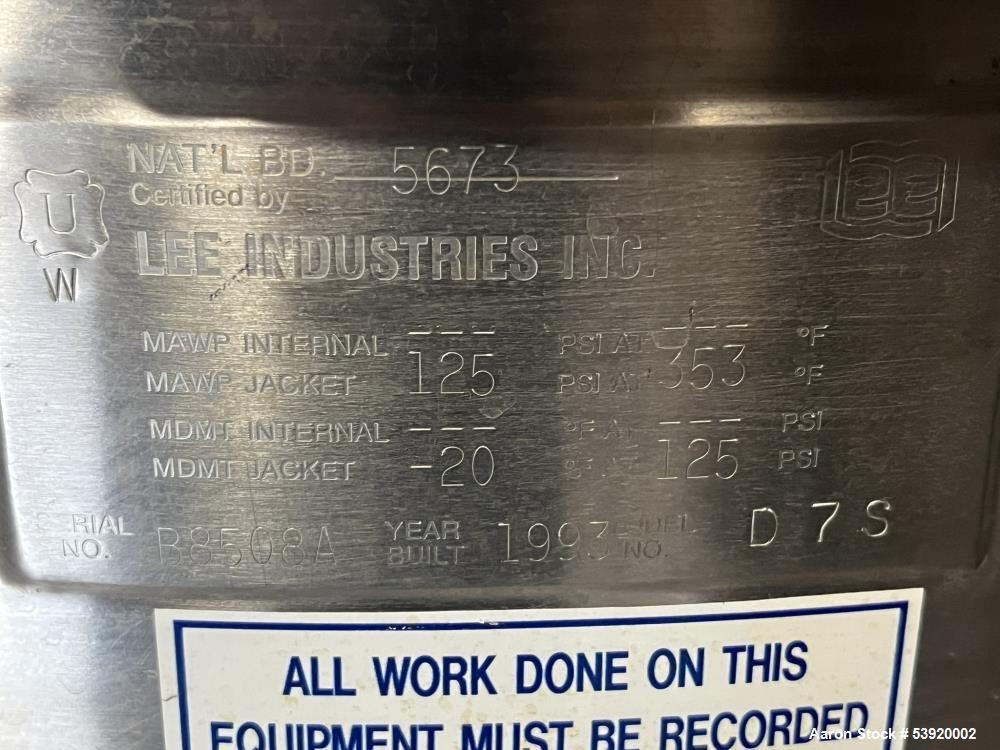 NAT'L BD. 5673
Certified by
U
W
LEE
LEE INDUSTRIES INC.
MAWP INTERNAL --- PSI AT --- °F
MAWP JACKET 125 PSI AT 353 °F
MDMT INTERNAL --- °F AT --- PSI
MDMT JACKET -20 °F AT 125 PSI
SERIAL NO. B8508A YEAR BUILT 1993 MODEL NO. D 7 S
ALL WORK DONE ON THIS
EQUIPMENT MUST BE RECORDED
Aaron Stock # 53920002